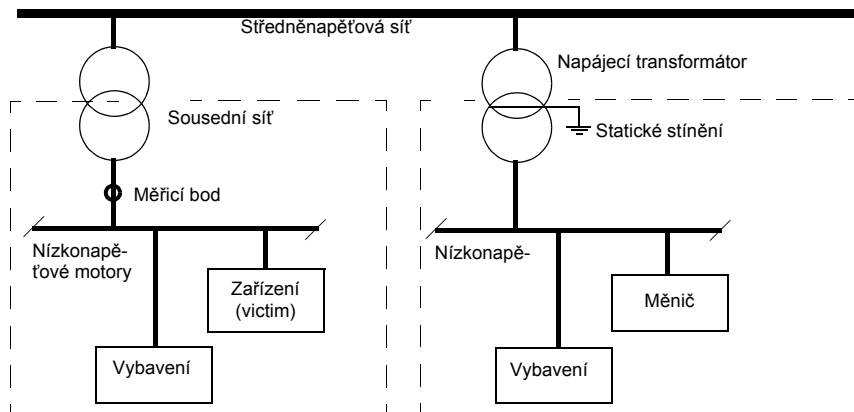 Středněnapěťová síť
Napájecí transformátor
Sousední síť
Statické stínění
Měřicí bod
Nízkonapě-
ťové motory
Nízkonapě-
Zařízení
(victim)
Měnič
Vybavení
Vybavení